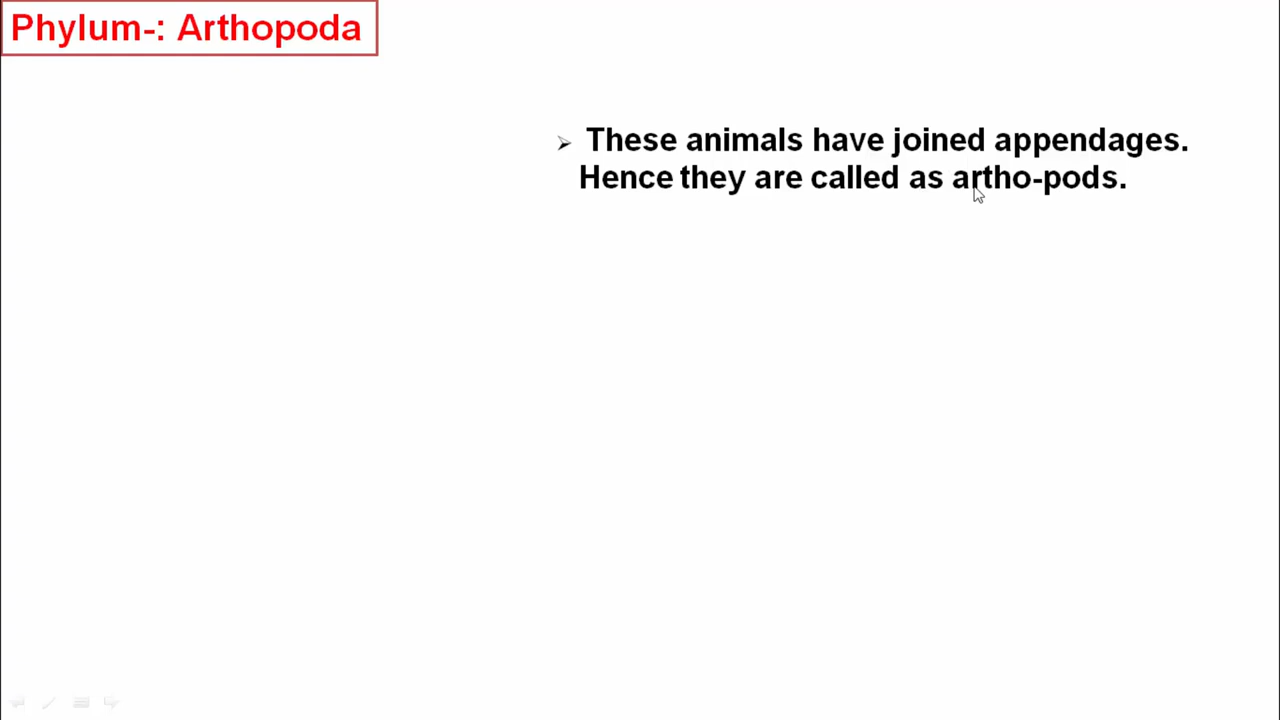 Phylum-: Arthopoda
➢ These animals have joined appendages.
Hence they are called as artho-pods.